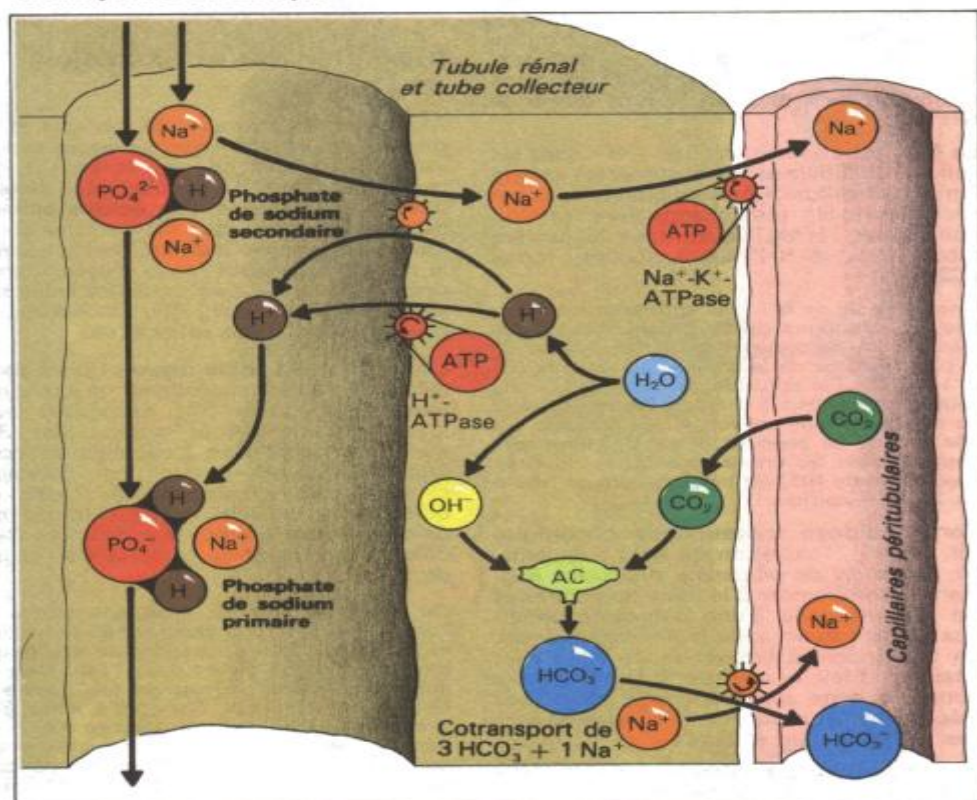 Tubule rénal
et tube collecteur
Na⁺
Na⁺
PO₄²⁻
H
Phosphate
de sodium
secondaire
Na⁺
Na⁺
ATP
Na⁺-K⁺-
ATPase
H⁺
H⁺
ATP
H⁺-
ATPase
H₂O
CO₂
OH⁻
CO₂
Capillaires péritubulaires
H
PO₄⁻
Na⁺
H
Phosphate
de sodium
primaire
AC
HCO₃⁻
Na⁺
Na⁺
HCO₃⁻
Cotransport de
3 HCO₃⁻ + 1 Na⁺